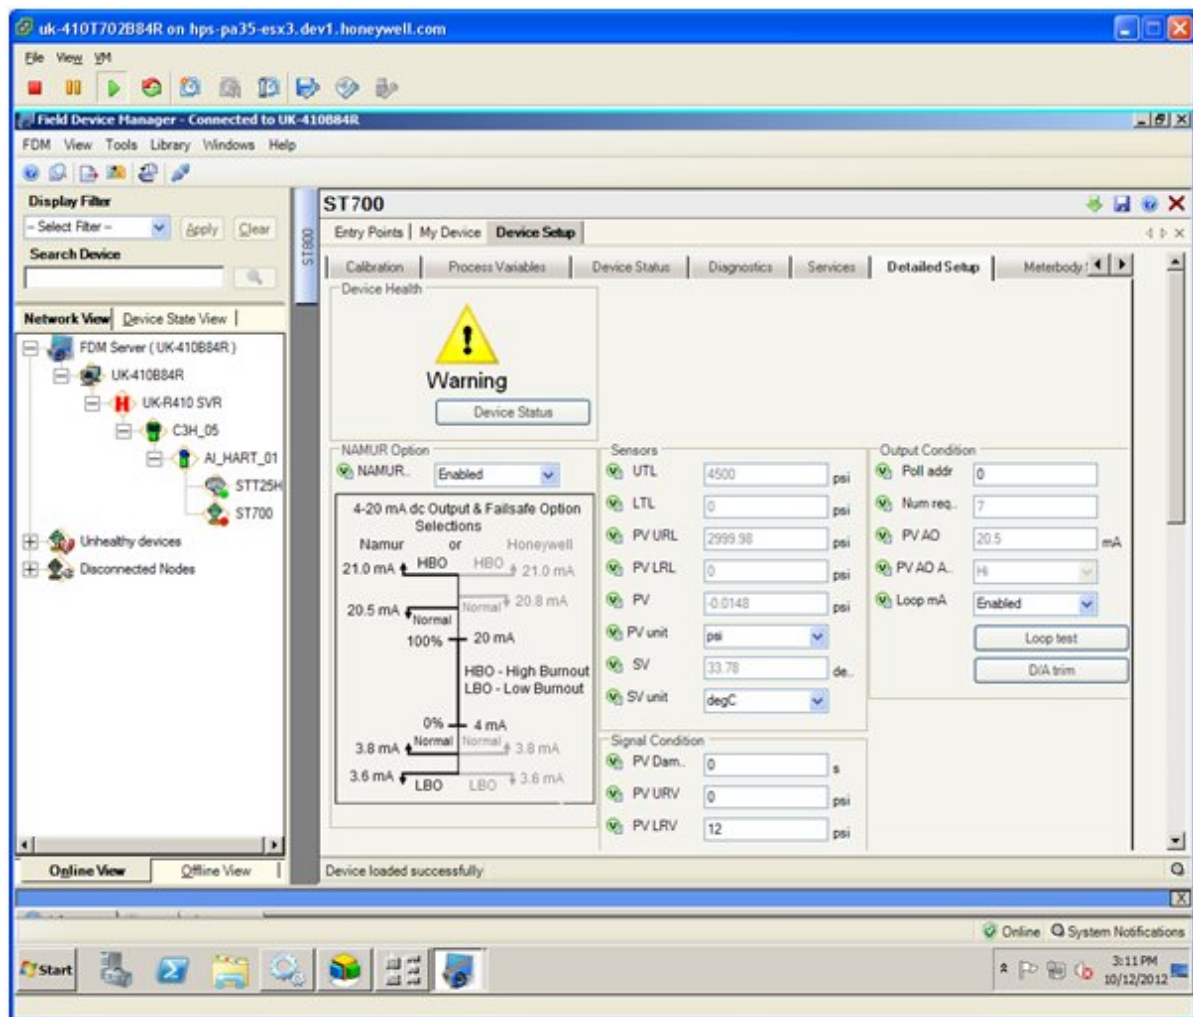 uk-410T702B84R on hps-pa35-esx3.dev1.honeywell.com
File View VM
Field Device Manager - Connected to UK-410B84R
FDM View Tools Library Windows Help
Display Filter
-- Select Filter --
Apply
Clear
Search Device
Network View
Device State View
FDM Server ( UK-410B84R )
UK-410B84R
UK-R410 SVR
C3H_05
AI_HART_01
STT25H
ST700
Unhealthy devices
Disconnected Nodes
Online View
Offline View
ST800
ST700
Entry Points
My Device
Device Setup
Calibration
Process Variables
Device Status
Diagnostics
Services
Detailed Setup
Meterbody
Device Health
Warning
Device Status
NAMUR Option
NAMUR..
Enabled
4-20 mA dc Output & Failsafe Option
Selections
Namur or Honeywell
21.0 mA HBO HBO 21.0 mA
20.5 mA Normal Normal 20.8 mA
100% 20 mA
HBO - High Burnout
LBO - Low Burnout
0% 4 mA
3.8 mA Normal Normal 3.8 mA
3.6 mA LBO LBO 3.6 mA
Sensors
UTL 4500 psi
LTL 0 psi
PV URL 2999.98 psi
PV LRL 0 psi
PV -0.0148 psi
PV unit psi
SV 33.78 de..
SV unit degC
Signal Condition
PV Dam.. 0 s
PV URV 0 psi
PV LRV 12 psi
Output Condition
Poll addr 0
Num req.. 7
PV AO 20.5 mA
PV AO A.. Hi
Loop mA Enabled
Loop test
D/A trim
Device loaded successfully
Online
System Notifications
Start
3:11 PM
10/12/2012